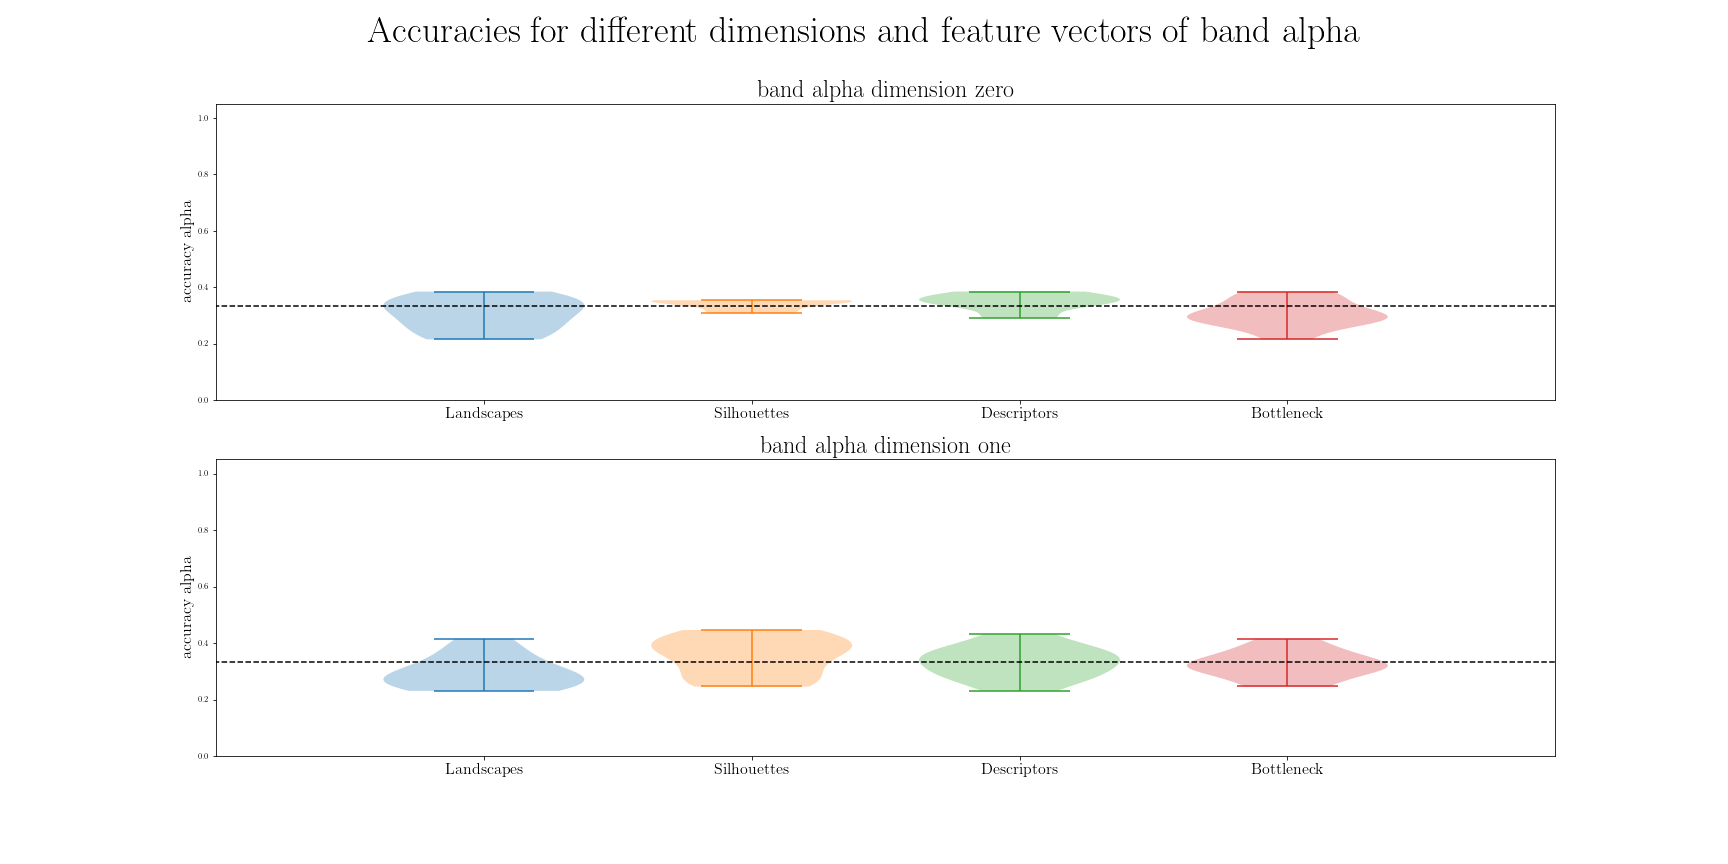 Accuracies for different dimensions and feature vectors of band alpha
band alpha dimension zero
accuracy alpha
1.0
0.8
0.6
0.4
0.2
0.0
Landscapes Silhouettes Descriptors Bottleneck
band alpha dimension one
accuracy alpha
1.0
0.8
0.6
0.4
0.2
0.0
Landscapes Silhouettes Descriptors Bottleneck